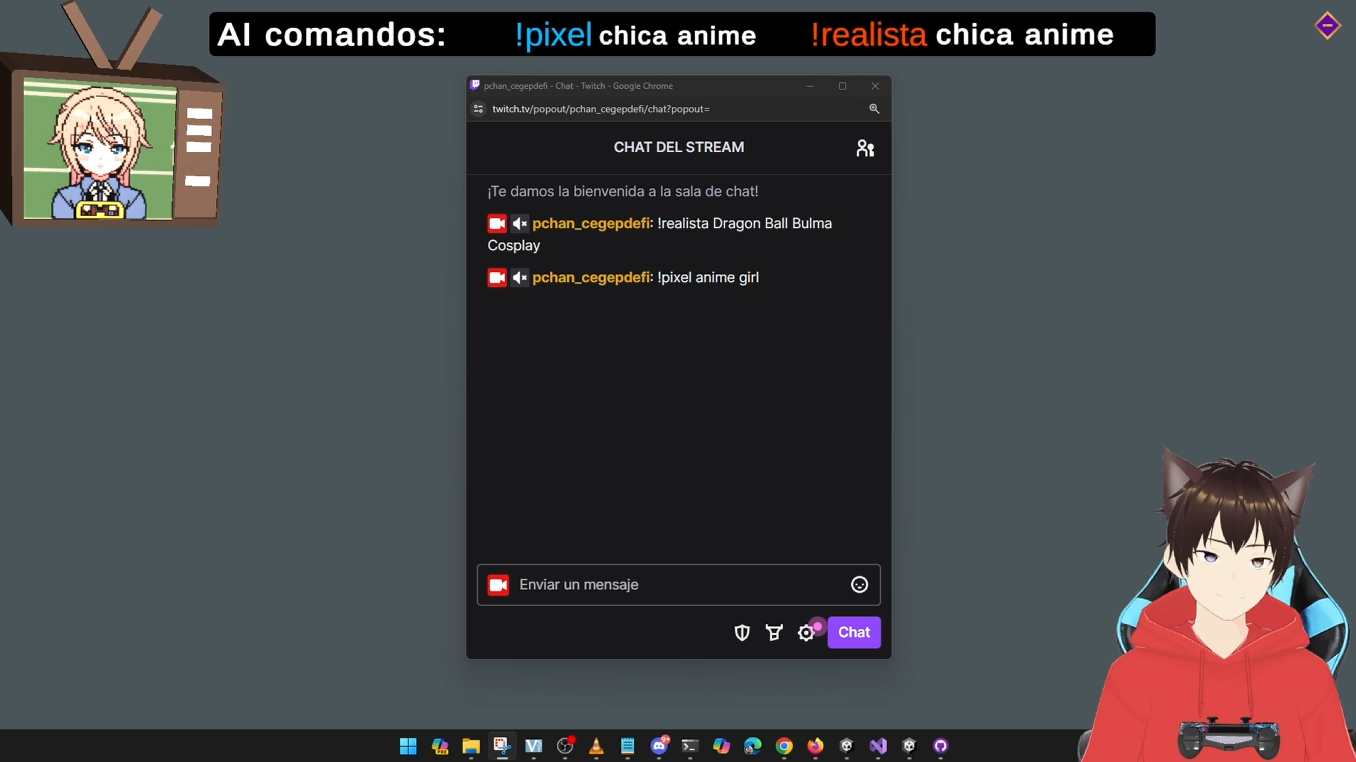 AI comandos: !pixel chica anime !realista chica anime
pchan_cegepdefi - Chat - Twitch - Google Chrome
twitch.tv/popout/pchan_cegepdefi/chat?popout=
CHAT DEL STREAM
¡Te damos la bienvenida a la sala de chat!
pchan_cegepdefi: !realista Dragon Ball Bulma
Cosplay
pchan_cegepdefi: !pixel anime girl
Enviar un mensaje
Chat